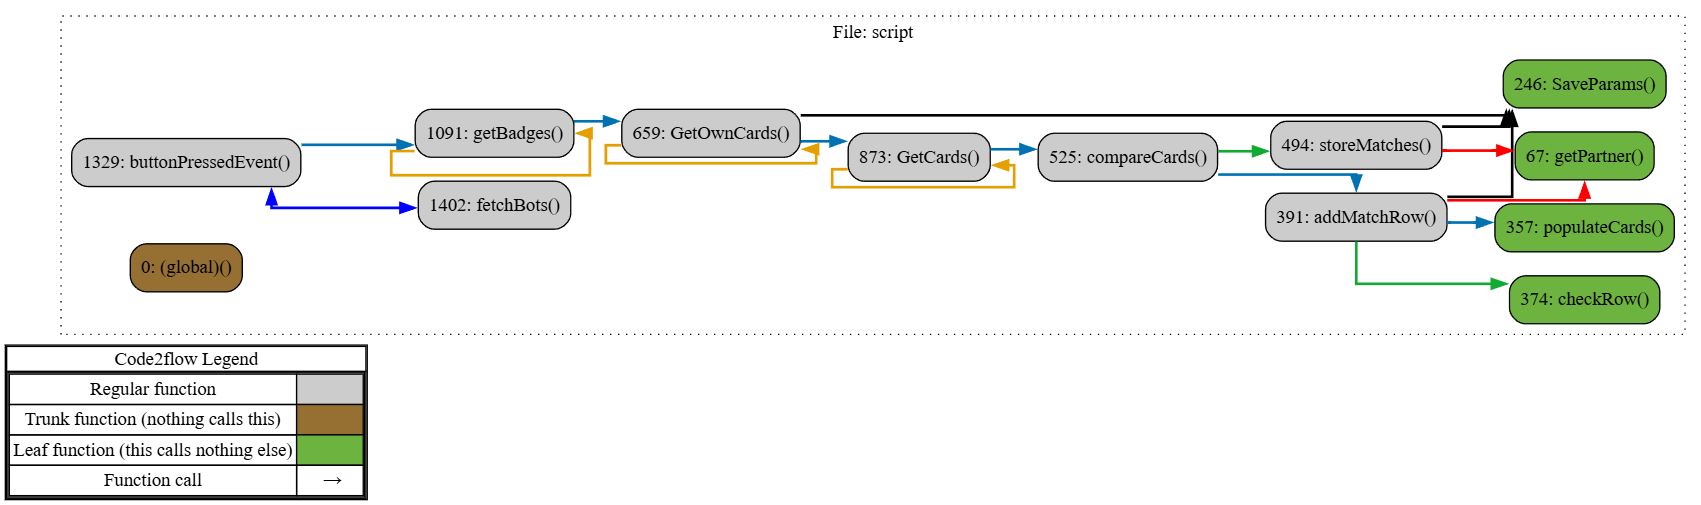 File: script
246: SaveParams()
1091: getBadges()
659: GetOwnCards()
494: storeMatches()
67: getPartner()
1329: buttonPressedEvent()
873: GetCards()
525: compareCards()
1402: fetchBots()
391: addMatchRow()
357: populateCards()
0: (global)()
374: checkRow()
Code2flow Legend
Regular function
Trunk function (nothing calls this)
Leaf function (this calls nothing else)
Function call →